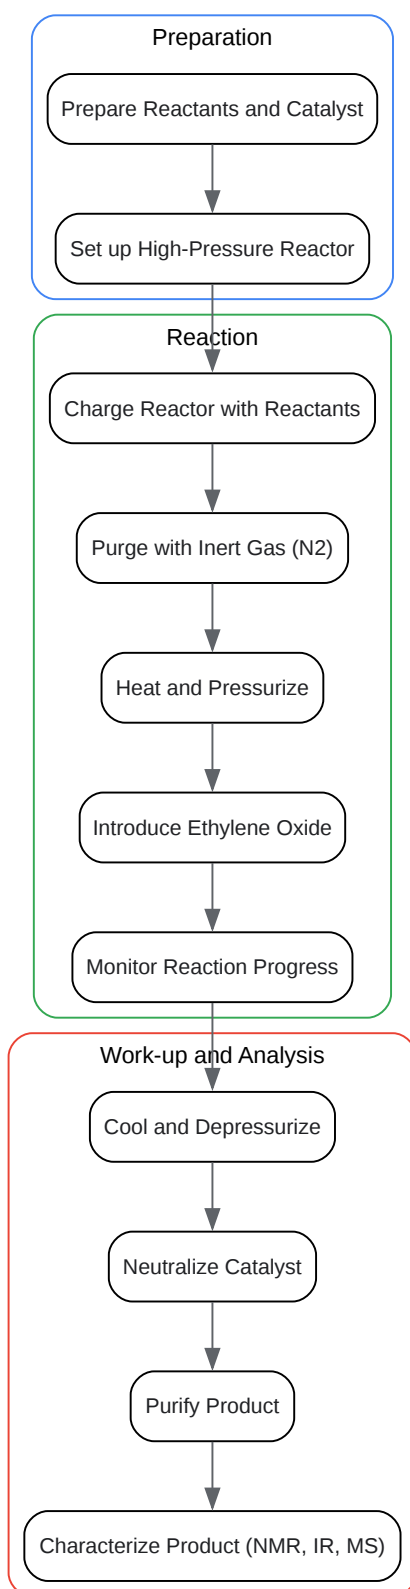 Preparation
Prepare Reactants and Catalyst
Set up High-Pressure Reactor
Reaction
Charge Reactor with Reactants
Purge with Inert Gas (N2)
Heat and Pressurize
Introduce Ethylene Oxide
Monitor Reaction Progress
Work-up and Analysis
Cool and Depressurize
Neutralize Catalyst
Purify Product
Characterize Product (NMR, IR, MS)